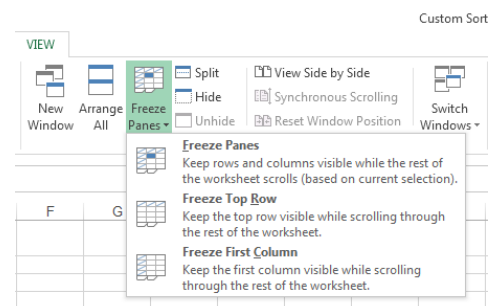 Custom Sort
VIEW
Split
View Side by Side
Hide
Synchronous Scrolling
New Window
Arrange All
Freeze Panes
Unhide
Reset Window Position
Switch Windows
Freeze Panes
Keep rows and columns visible while the rest of
the worksheet scrolls (based on current selection).
Freeze Top Row
Keep the top row visible while scrolling through
the rest of the worksheet.
Freeze First Column
Keep the first column visible while scrolling
through the rest of the worksheet.
F G